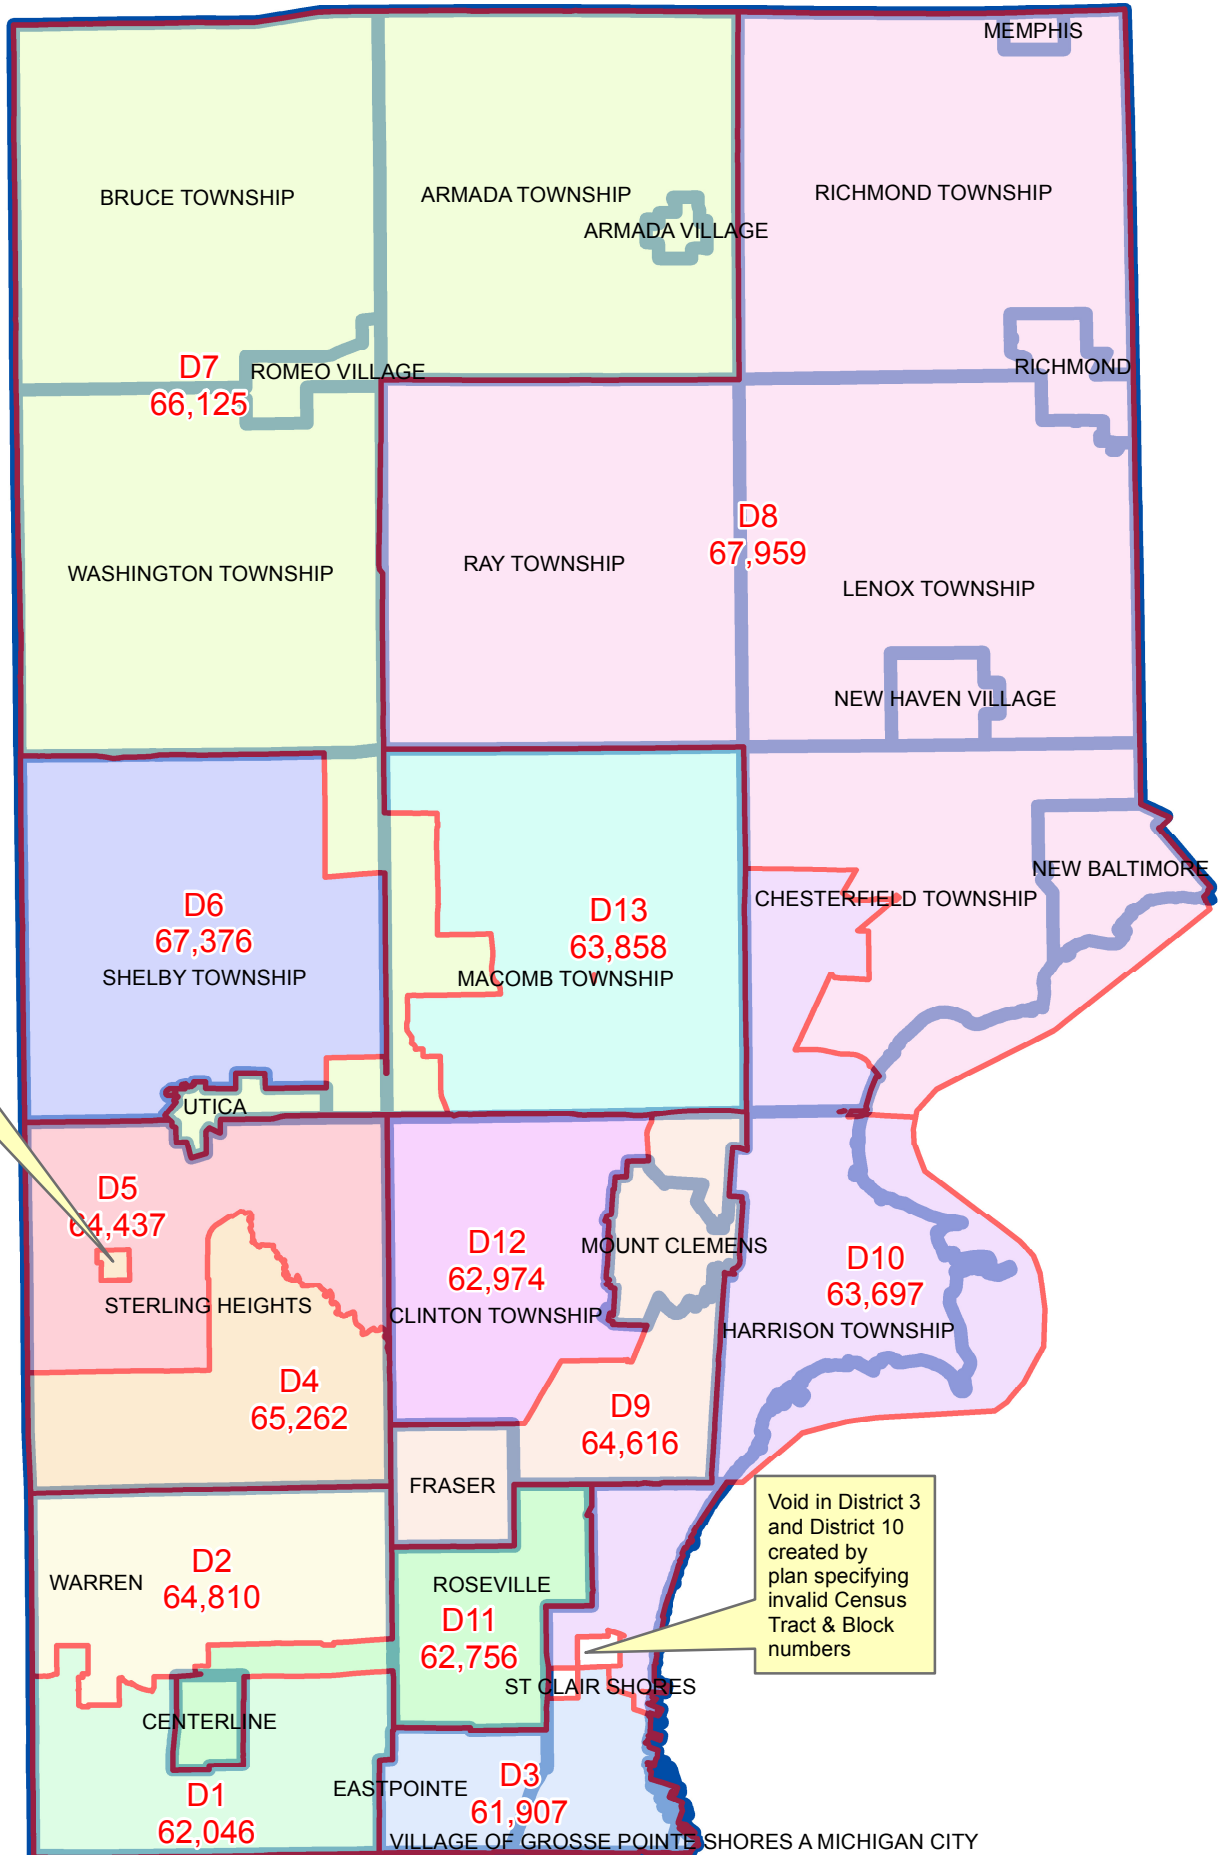 MEMPHIS
BRUCE TOWNSHIP
ARMADA TOWNSHIP
RICHMOND TOWNSHIP
ARMADA VILLAGE
D7
66,125
ROMEO VILLAGE
RICHMOND
D8
67,959
WASHINGTON TOWNSHIP
RAY TOWNSHIP
LENOX TOWNSHIP
NEW HAVEN VILLAGE
NEW BALTIMORE
CHESTERFIELD TOWNSHIP
D6
67,376
SHELBY TOWNSHIP
D13
63,858
MACOMB TOWNSHIP
UTICA
D5
64,437
STERLING HEIGHTS
D12
62,974
CLINTON TOWNSHIP
MOUNT CLEMENS
D10
63,697
HARRISON TOWNSHIP
D4
65,262
D9
64,616
FRASER
Void in District 3
and District 10
created by
plan specifying
invalid Census
Tract & Block
numbers
WARREN
D2
64,810
ROSEVILLE
D11
62,756
ST CLAIR SHORES
CENTERLINE
D1
62,046
EASTPOINTE
D3
61,907
VILLAGE OF GROSSE POINTE SHORES A MICHIGAN CITY